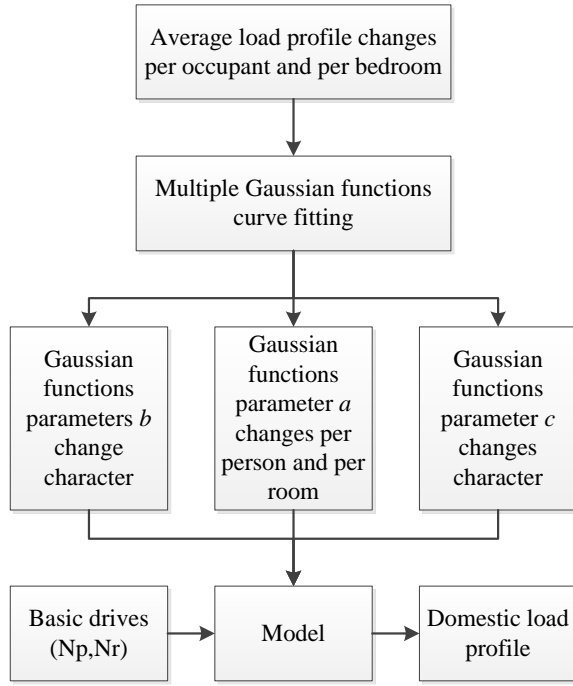 Average load profile changes
per occupant and per bedroom
Multiple Gaussian functions
curve fitting
Gaussian
functions
parameters b
change
character
Gaussian
functions
parameter a
changes per
person and per
room
Gaussian
functions
parameter c
changes
character
Basic drives
(Np,Nr)
Model
Domestic load
profile